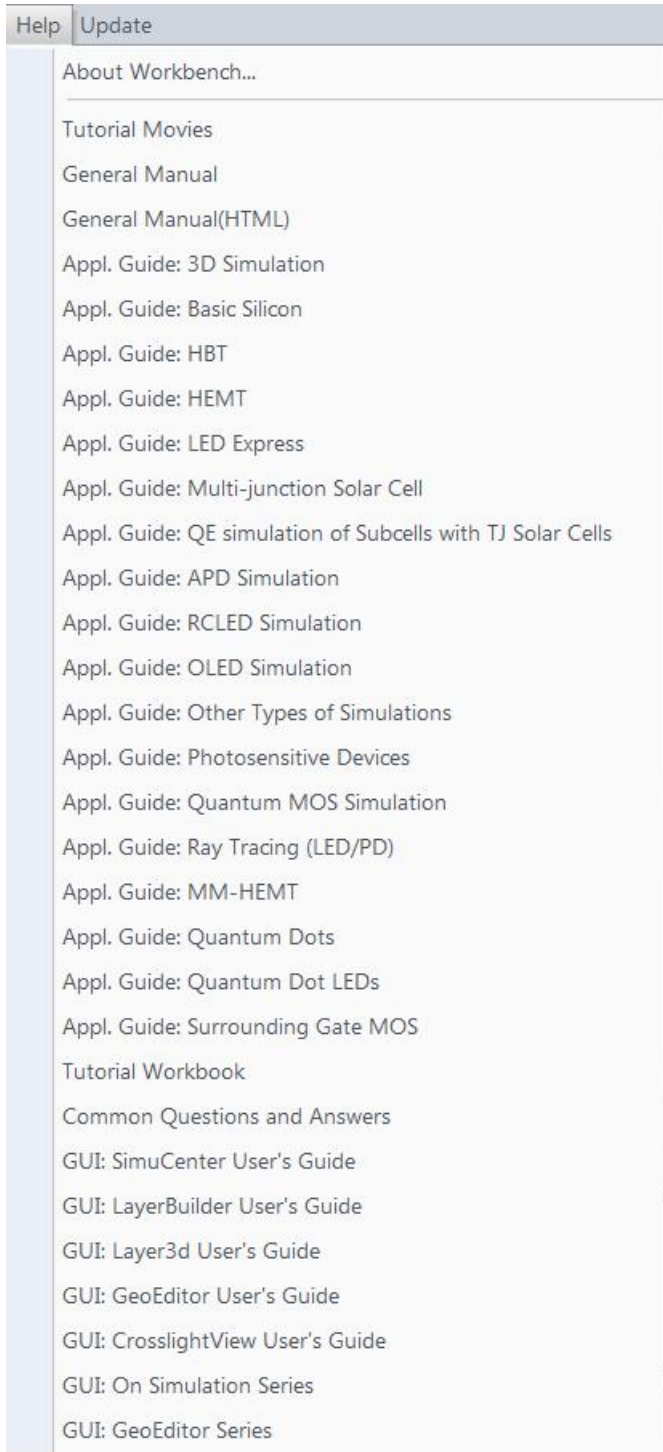 Help Update
About Workbench...
Tutorial Movies
General Manual
General Manual(HTML)
Appl. Guide: 3D Simulation
Appl. Guide: Basic Silicon
Appl. Guide: HBT
Appl. Guide: HEMT
Appl. Guide: LED Express
Appl. Guide: Multi-junction Solar Cell
Appl. Guide: QE simulation of Subcells with TJ Solar Cells
Appl. Guide: APD Simulation
Appl. Guide: RCLED Simulation
Appl. Guide: OLED Simulation
Appl. Guide: Other Types of Simulations
Appl. Guide: Photosensitive Devices
Appl. Guide: Quantum MOS Simulation
Appl. Guide: Ray Tracing (LED/PD)
Appl. Guide: MM-HEMT
Appl. Guide: Quantum Dots
Appl. Guide: Quantum Dot LEDs
Appl. Guide: Surrounding Gate MOS
Tutorial Workbook
Common Questions and Answers
GUI: SimuCenter User's Guide
GUI: LayerBuilder User's Guide
GUI: Layer3d User's Guide
GUI: GeoEditor User's Guide
GUI: CrosslightView User's Guide
GUI: On Simulation Series
GUI: GeoEditor Series